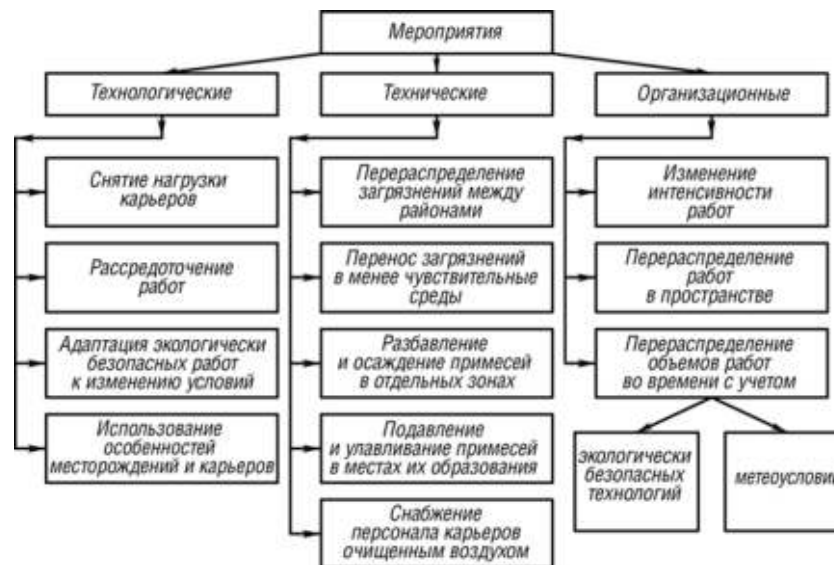 Мероприятия
Технологические
Технические
Организационные
Снятие нагрузки
карьеров
Рассредоточение
работ
Адаптация экологически
безопасных работ
к изменению условий
Использование
особенностей
месторождений и карьеров
Перераспределение
загрязнений между
районами
Перенос загрязнений
в менее чувствительные
среды
Разбавление
и осаждение примесей
в отдельных зонах
Подавление
и улавливание примесей
в местах их образования
Снабжение
персонала карьеров
очищенным воздухом
Изменение
интенсивности
работ
Перераспределение
работ
в пространстве
Перераспределение
объемов работ
во времени с учетом
экологически
безопасных
технологий
метеоусловий